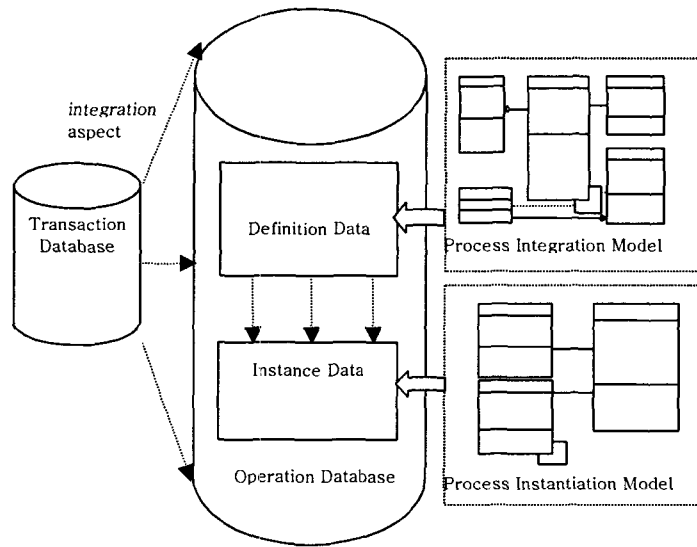 integration
aspect
Transaction
Database
Definition Data
Process Integration Model
Instance Data
Operation Database
Process Instantiation Model